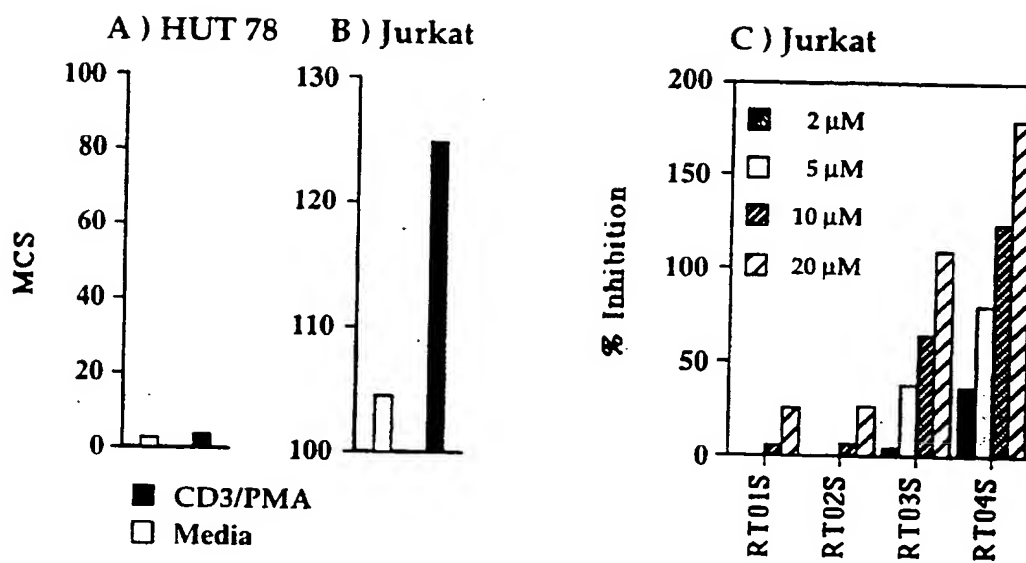 A ) HUT 78
B ) Jurkat
C ) Jurkat
MCS
100
80
60
40
20
0
130
120
110
100
CD3/PMA
Media
% Inhibition
200
150
100
50
0
2 µM
5 µM
10 µM
20 µM
RT01S
RT02S
RT03S
RT04S